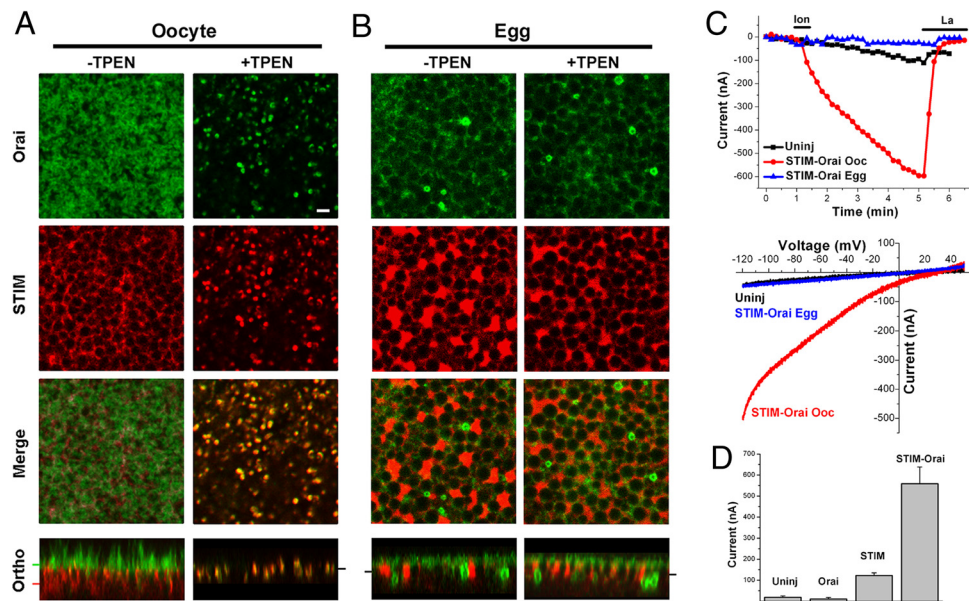 A
Oocyte
-TPEN +TPEN
Orai
STIM
Merge
Ortho
B
Egg
-TPEN +TPEN
C
Ion La
0
-100
-200
-300
-400
-500
-600
Current (nA)
Uninj
STIM-Orai Ooc
STIM-Orai Egg
0 1 2 3 4 5 6
Time (min)
Voltage (mV)
-120 -100 -80 -60 -40 -20 0 20 40
100
-100
-200
-300
-400
-500
Current (nA)
Uninj
STIM-Orai Egg
STIM-Orai Ooc
D
700
600
500
400
300
200
100
Current (nA)
Uninj Orai STIM STIM-Orai